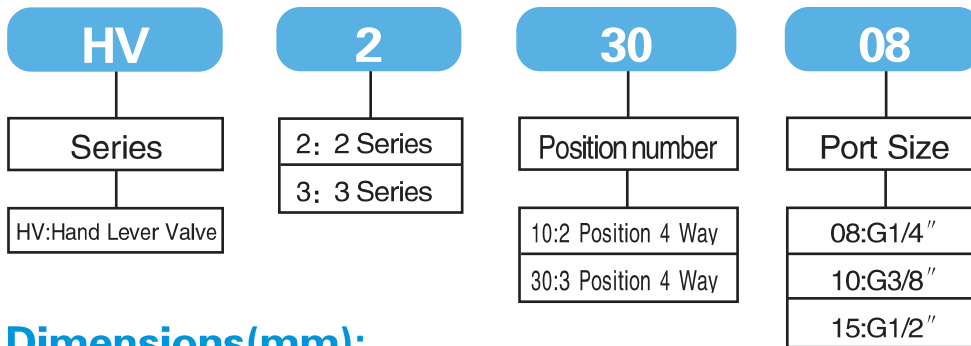 HV
2
30
08
Series
2: 2 Series
3: 3 Series
Position number
Port Size
HV:Hand Lever Valve
10:2 Position 4 Way
30:3 Position 4 Way
08:G1/4″
10:G3/8″
15:G1/2″
Dimensions(mm):